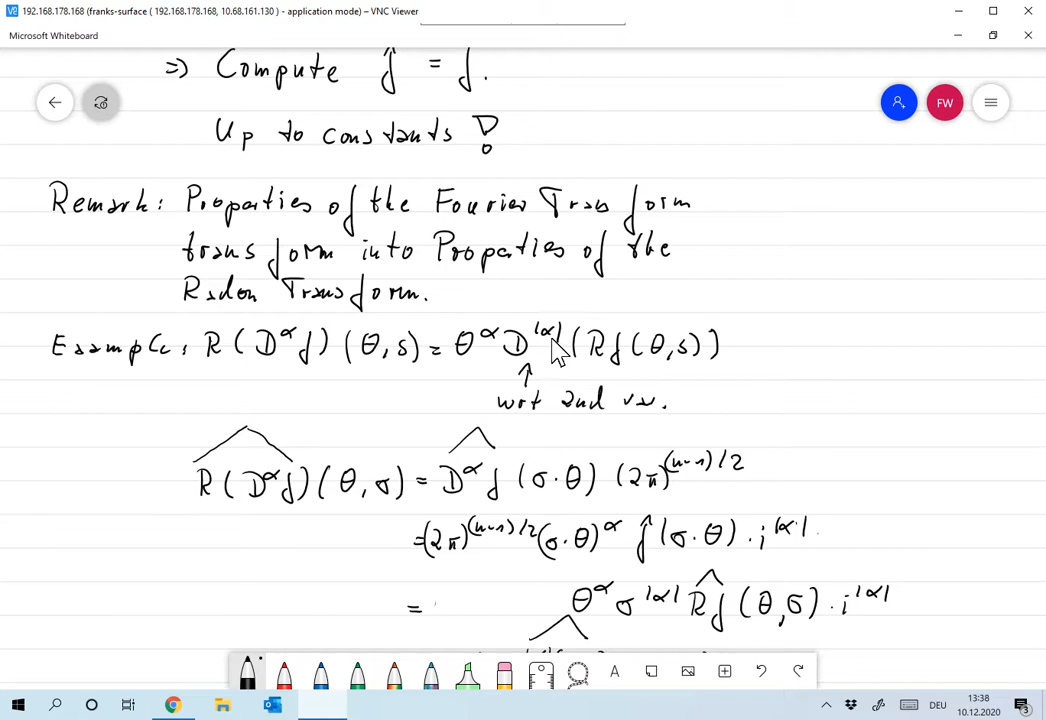 192.168.178.168 (franks-surface ( 192.168.178.168, 10.68.161.130 ) - application mode) – VNC Viewer
Microsoft Whiteboard
⇒ Compute f̂ = f.
Up to constants !
FW
Remark: Properties of the Fourier Transform
transform into Properties of the
Radon Transform.
Example: R(D^α f)(θ,s) = θ^α D^|α| (Rf(θ,s))
↑
wrt 2nd var.
R(D^α f)^(θ,σ) = D^α f^(σ·θ) (2π)^(n-1)/2
= (2π)^(n-1)/2 (σ·θ)^α f̂(σ·θ) · i^|α|
= θ^α σ^|α| Rf^(θ,σ) · i^|α|
DEU
13:38
10.12.2020
3